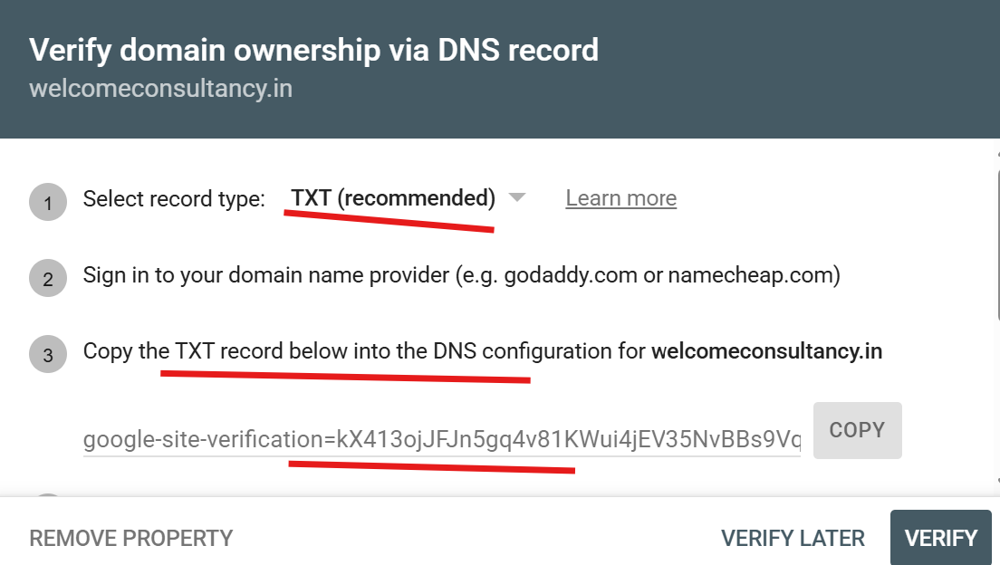 Verify domain ownership via DNS record
welcomeconsultancy.in
1 Select record type: TXT (recommended) Learn more
2 Sign in to your domain name provider (e.g. godaddy.com or namecheap.com)
3 Copy the TXT record below into the DNS configuration for welcomeconsultancy.in
google-site-verification=kX413ojJFJn5gq4v81KWui4jEV35NvBBs9Vq COPY
REMOVE PROPERTY VERIFY LATER VERIFY